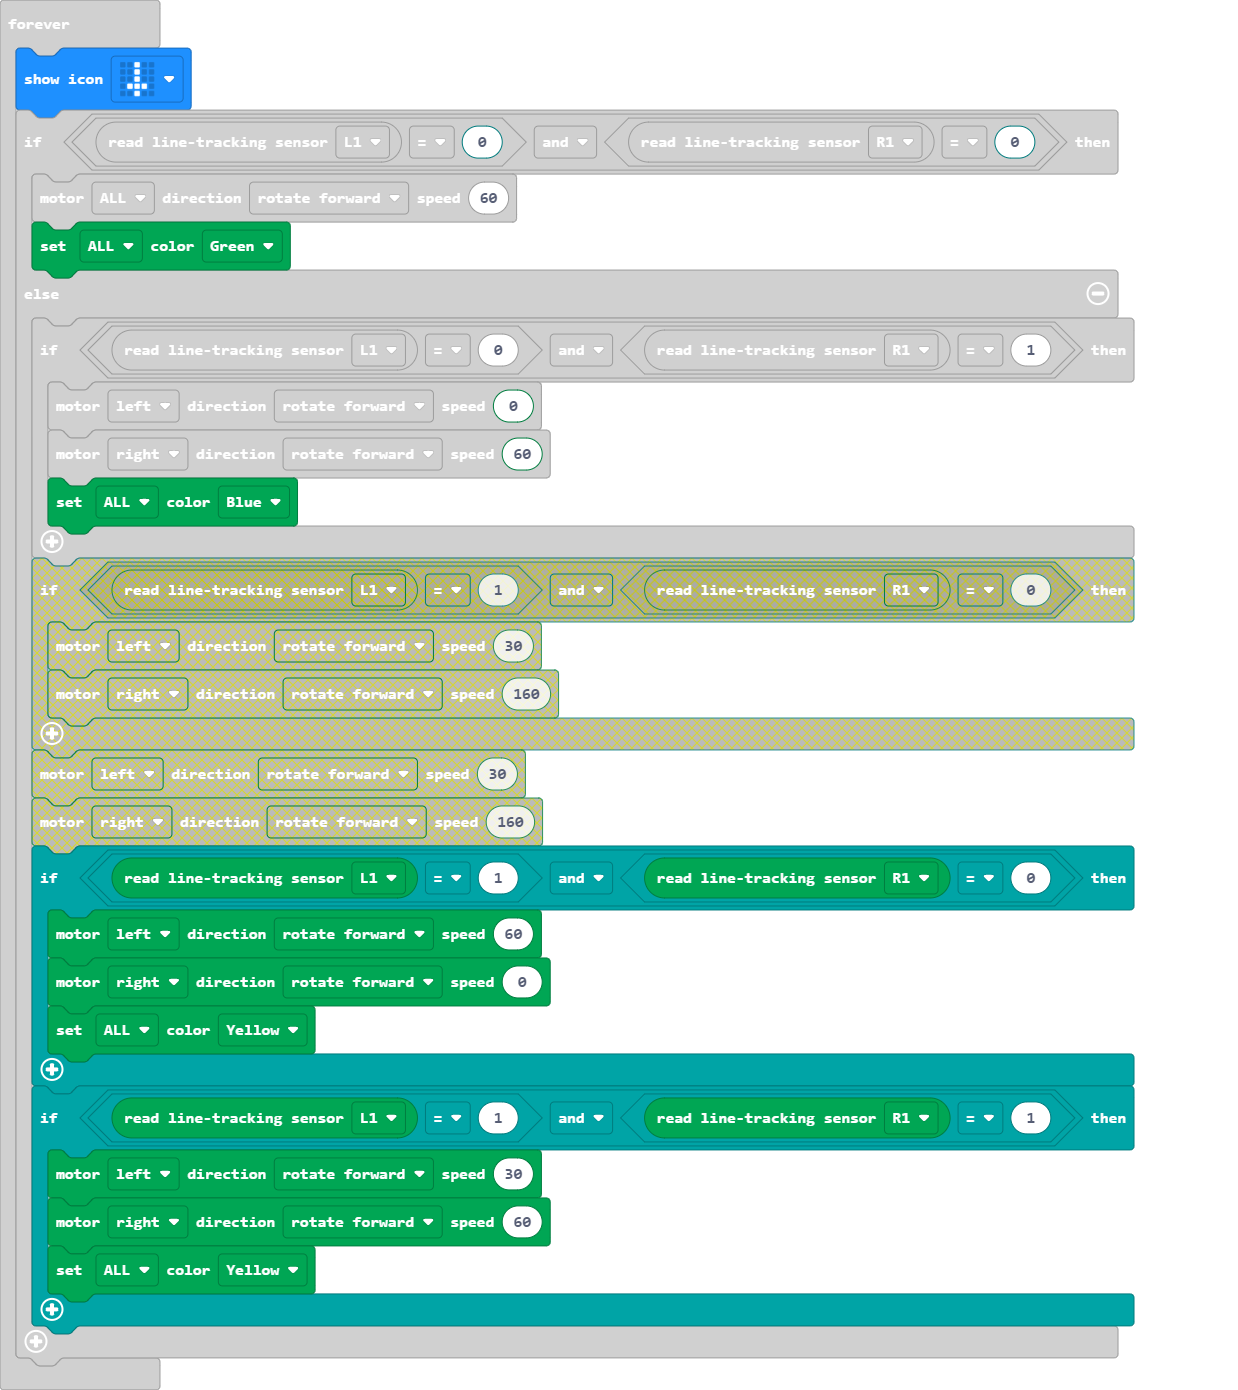 forever
show icon
if read line-tracking sensor L1 = 0 and read line-tracking sensor R1 = 0 then
motor ALL direction rotate forward speed 60
set ALL color Green
else
if read line-tracking sensor L1 = 0 and read line-tracking sensor R1 = 1 then
motor left direction rotate forward speed 0
motor right direction rotate forward speed 60
set ALL color Blue
if read line-tracking sensor L1 = 1 and read line-tracking sensor R1 = 0 then
motor left direction rotate forward speed 30
motor right direction rotate forward speed 160
motor left direction rotate forward speed 30
motor right direction rotate forward speed 160
if read line-tracking sensor L1 = 1 and read line-tracking sensor R1 = 0 then
motor left direction rotate forward speed 60
motor right direction rotate forward speed 0
set ALL color Yellow
if read line-tracking sensor L1 = 1 and read line-tracking sensor R1 = 1 then
motor left direction rotate forward speed 30
motor right direction rotate forward speed 60
set ALL color Yellow